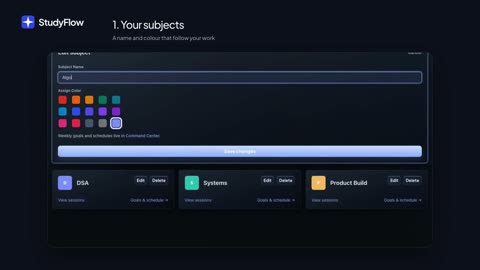 StudyFlow
1. Your subjects
A name and colour that follow your work
Edit Subject
Subject Name
Algo
Assign Color
Weekly goals and schedules live in Command Center.
Save changes
DSA Edit Delete
View sessions Goals & schedule →
Systems Edit Delete
View sessions Goals & schedule →
Product Build Edit Delete
View sessions Goals & schedule →